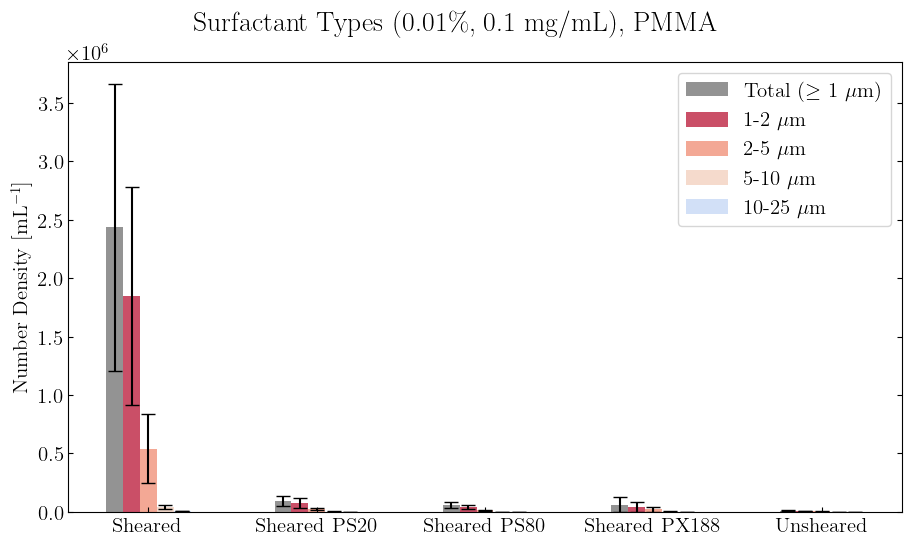 Surfactant Types (0.01%, 0.1 mg/mL), PMMA
×10⁶
Number Density [mL⁻¹]
3.5
3.0
2.5
2.0
1.5
1.0
0.5
0.0
Total (≥ 1 μm)
1-2 μm
2-5 μm
5-10 μm
10-25 μm
Sheared
Sheared PS20
Sheared PS80
Sheared PX188
Unsheared